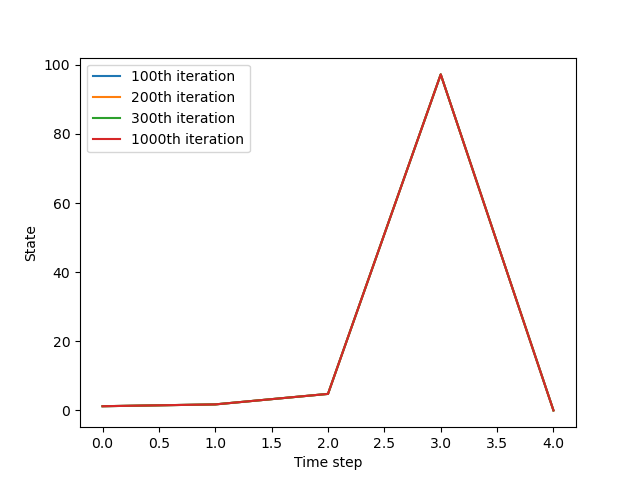 100
80
60
40
20
0
State
100th iteration
200th iteration
300th iteration
1000th iteration
0.0 0.5 1.0 1.5 2.0 2.5 3.0 3.5 4.0
Time step